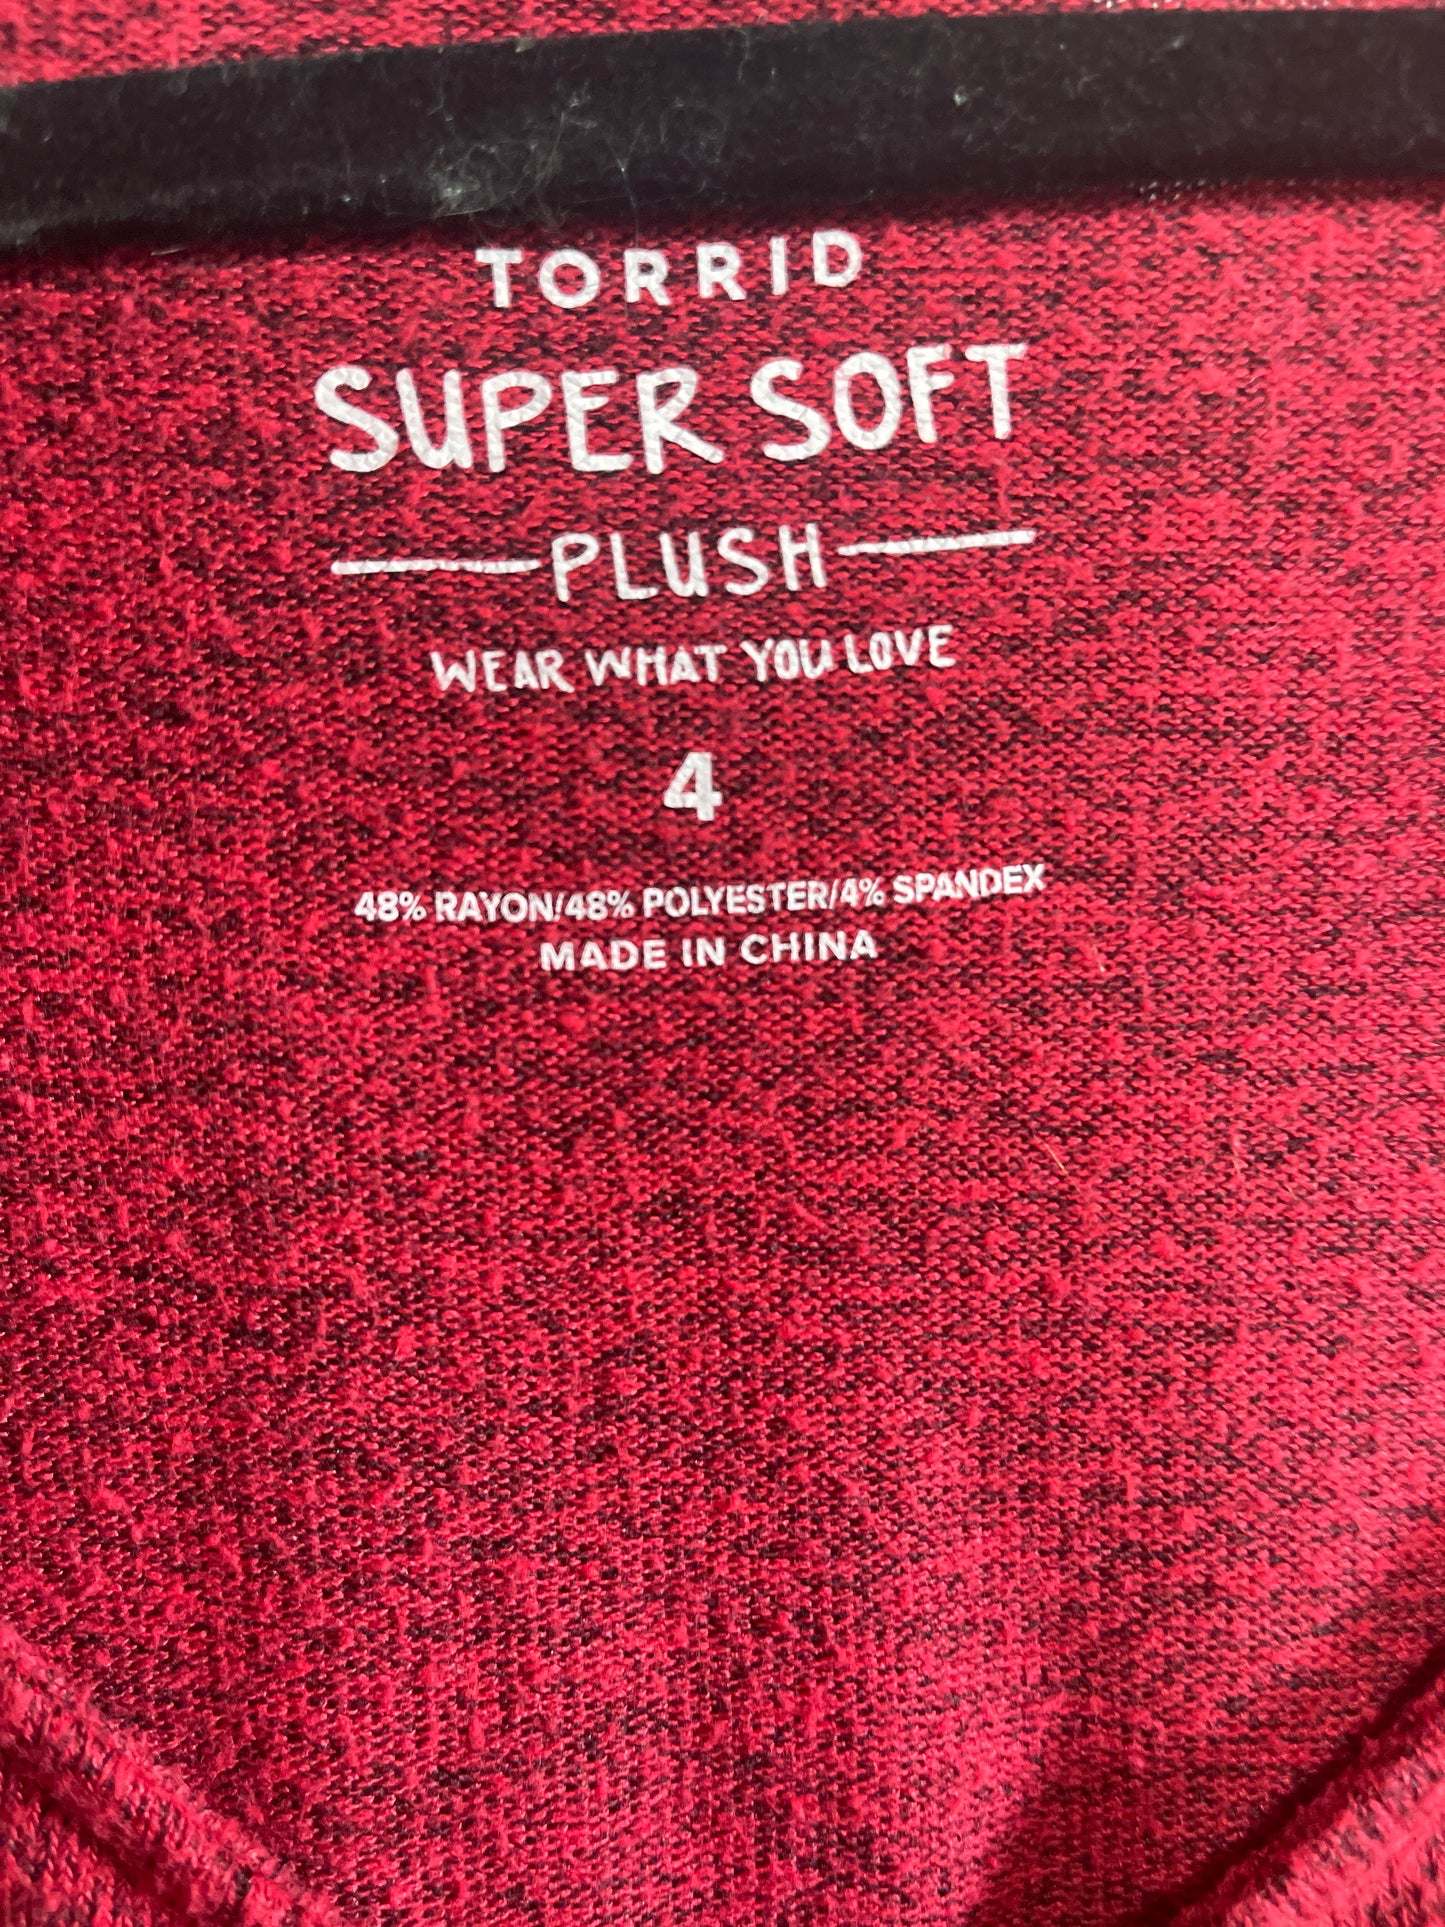 TORRID
SUPER SOFT
PLUSH
WEAR WHAT YOU LOVE
4
48% RAYON/48% POLYESTER/4% SPANDEX
MADE IN CHINA